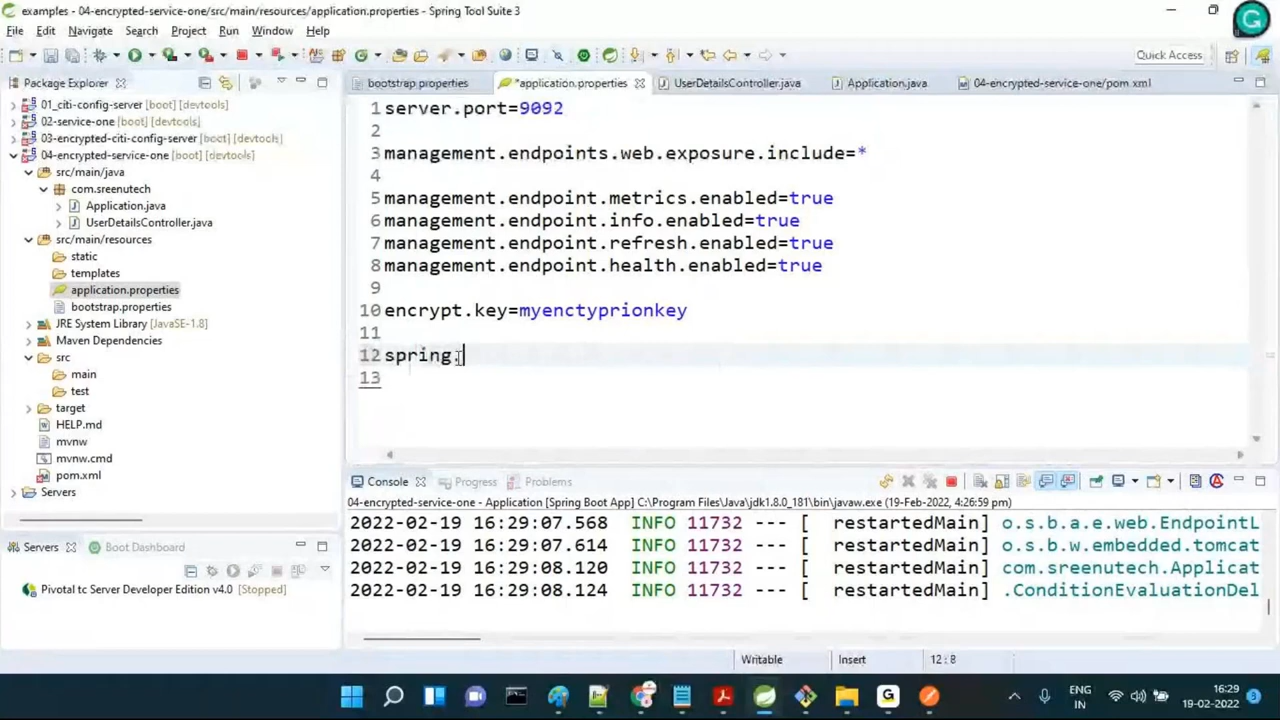 examples - 04-encrypted-service-one/src/main/resources/application.properties - Spring Tool Suite 3
G
File Edit Navigate Search Project Run Window Help
Quick Access
Package Explorer
01_citi-config-server [boot] [devtools]
02-service-one [boot] [devtools]
03-encrypted-citi-config-server [boot] [devtools]
04-encrypted-service-one [boot] [devtools]
src/main/java
com.sreenutech
Application.java
UserDetailsController.java
src/main/resources
static
templates
application.properties
bootstrap.properties
JRE System Library [JavaSE-1.8]
Maven Dependencies
src
main
test
target
HELP.md
mvnw
mvnw.cmd
pom.xml
Servers
Servers Boot Dashboard
Pivotal tc Server Developer Edition v4.0 [Stopped]
bootstrap.properties *application.properties UserDetailsController.java Application.java 04-encrypted-service-one/pom.xml
1 server.port=9092
2
3 management.endpoints.web.exposure.include=*
4
5 management.endpoint.metrics.enabled=true
6 management.endpoint.info.enabled=true
7 management.endpoint.refresh.enabled=true
8 management.endpoint.health.enabled=true
9
10 encrypt.key=myenctyprionkey
11
12 spring.
13
Console Progress Problems
04-encrypted-service-one - Application [Spring Boot App] C:\Program Files\Java\jdk1.8.0_181\bin\javaw.exe (19-Feb-2022, 4:26:59 pm)
2022-02-19 16:29:07.568 INFO 11732 --- [ restartedMain] o.s.b.a.e.web.EndpointL
2022-02-19 16:29:07.614 INFO 11732 --- [ restartedMain] o.s.b.w.embedded.tomcat
2022-02-19 16:29:08.120 INFO 11732 --- [ restartedMain] com.sreenutech.Applicat
2022-02-19 16:29:08.124 INFO 11732 --- [ restartedMain] .ConditionEvaluationDel
Writable Insert 12:8
ENG
IN
16:29
19-02-2022